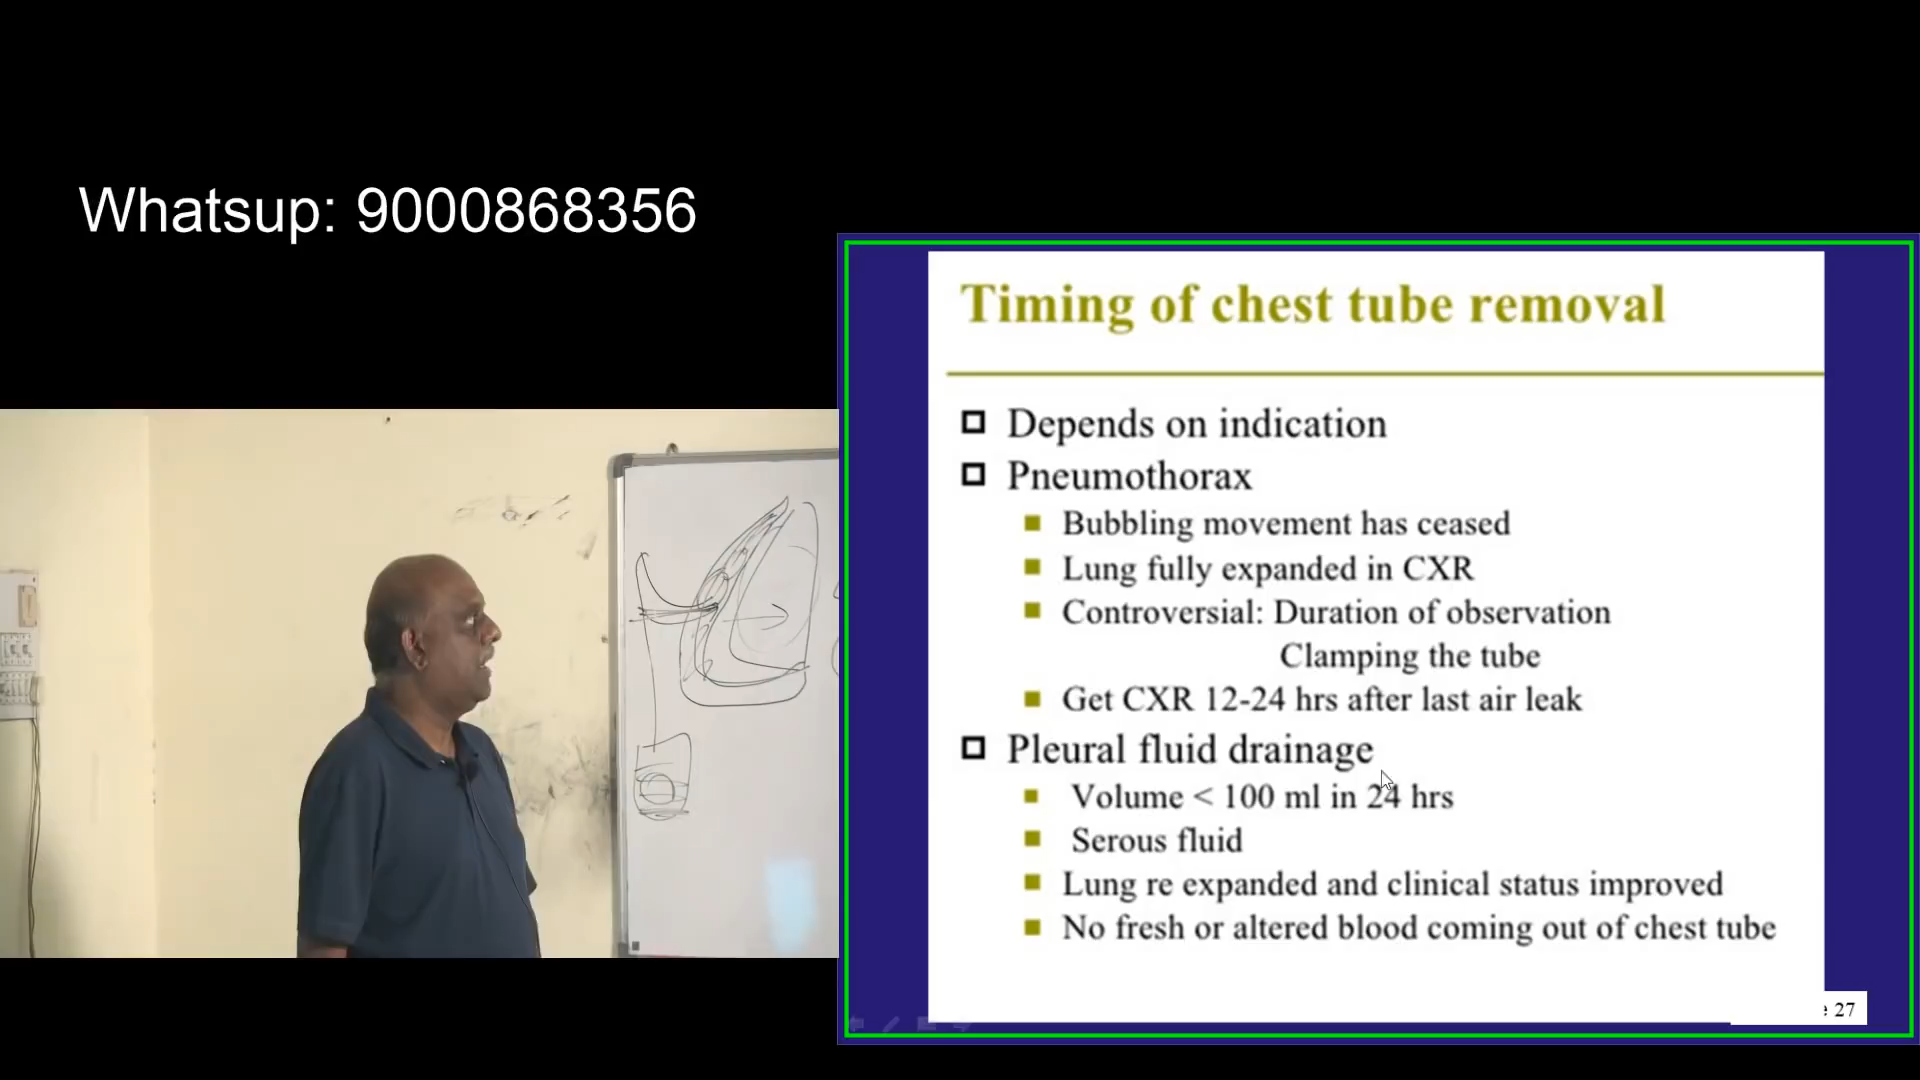 Whatsup: 9000868356
Timing of chest tube removal
Depends on indication
Pneumothorax
Bubbling movement has ceased
Lung fully expanded in CXR
Controversial: Duration of observation
Clamping the tube
Get CXR 12-24 hrs after last air leak
Pleural fluid drainage
Volume < 100 ml in 24 hrs
Serous fluid
Lung re expanded and clinical status improved
No fresh or altered blood coming out of chest tube
27